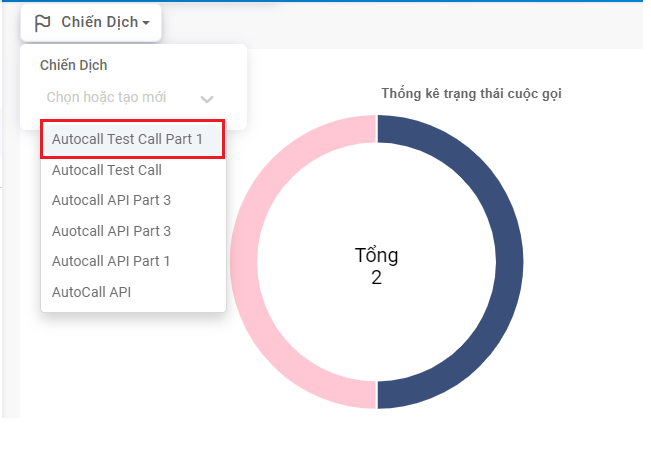 Chiến Dịch
Chiến Dịch
Chọn hoặc tạo mới
Thống kê trạng thái cuộc gọi
Autocall Test Call Part 1
Autocall Test Call
Autocall API Part 3
Auotcall API Part 3
Autocall API Part 1
AutoCall API
Tổng
2